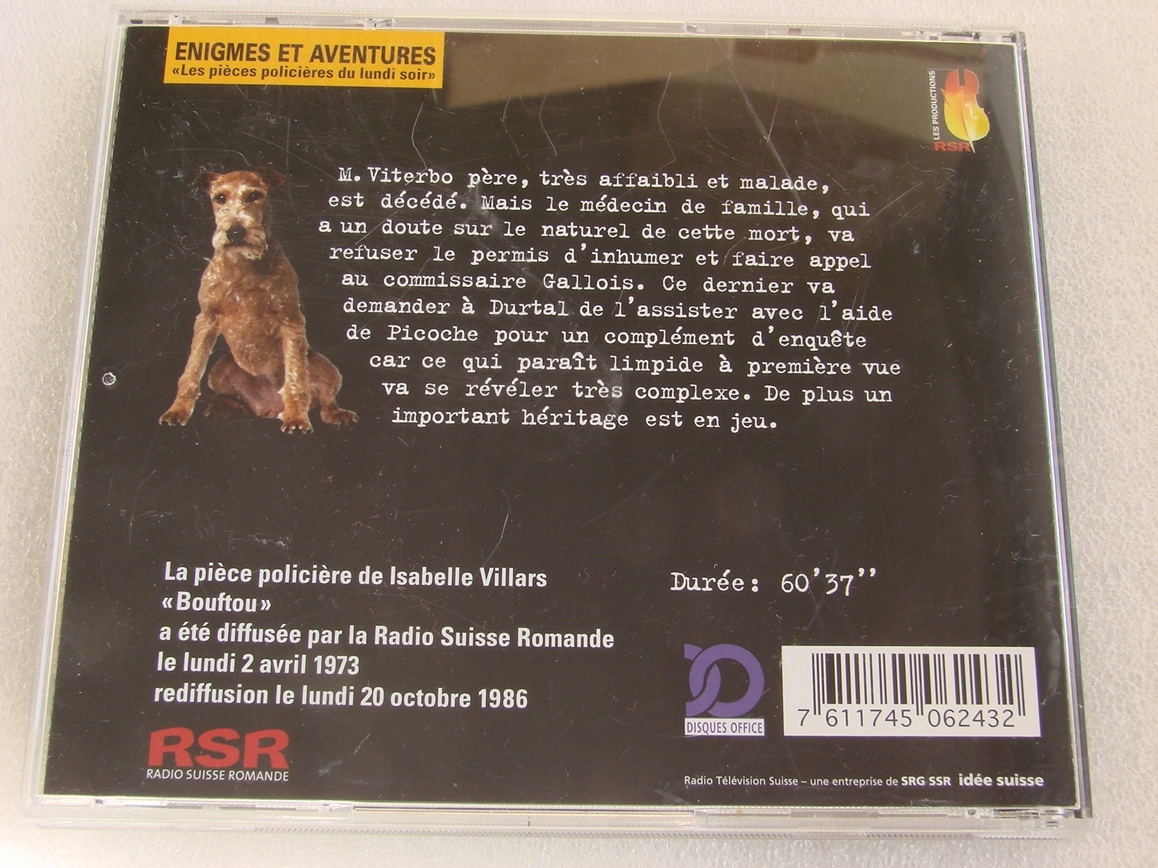 ENIGMES ET AVENTURES
«Les pièces policières du lundi soir»
LES PRODUCTIONS
RSR
M. Viterbo père, très affaibli et malade,
est décédé. Mais le médecin de famille, qui
a un doute sur le naturel de cette mort, va
refuser le permis d'inhumer et faire appel
au commissaire Gallois. Ce dernier va
demander à Durtal de l'assister avec l'aide
de Picoche pour un complément d'enquête
car ce qui paraît limpide à première vue
va se révéler très complexe. De plus un
important héritage est en jeu.
La pièce policière de Isabelle Villars
«Bouftou»
a été diffusée par la Radio Suisse Romande
le lundi 2 avril 1973
rediffusion le lundi 20 octobre 1986
Durée: 60'37''
DISQUES OFFICE
7 611745 062432
RSR
RADIO SUISSE ROMANDE
Radio Télévision Suisse – une entreprise de SRG SSR idée suisse